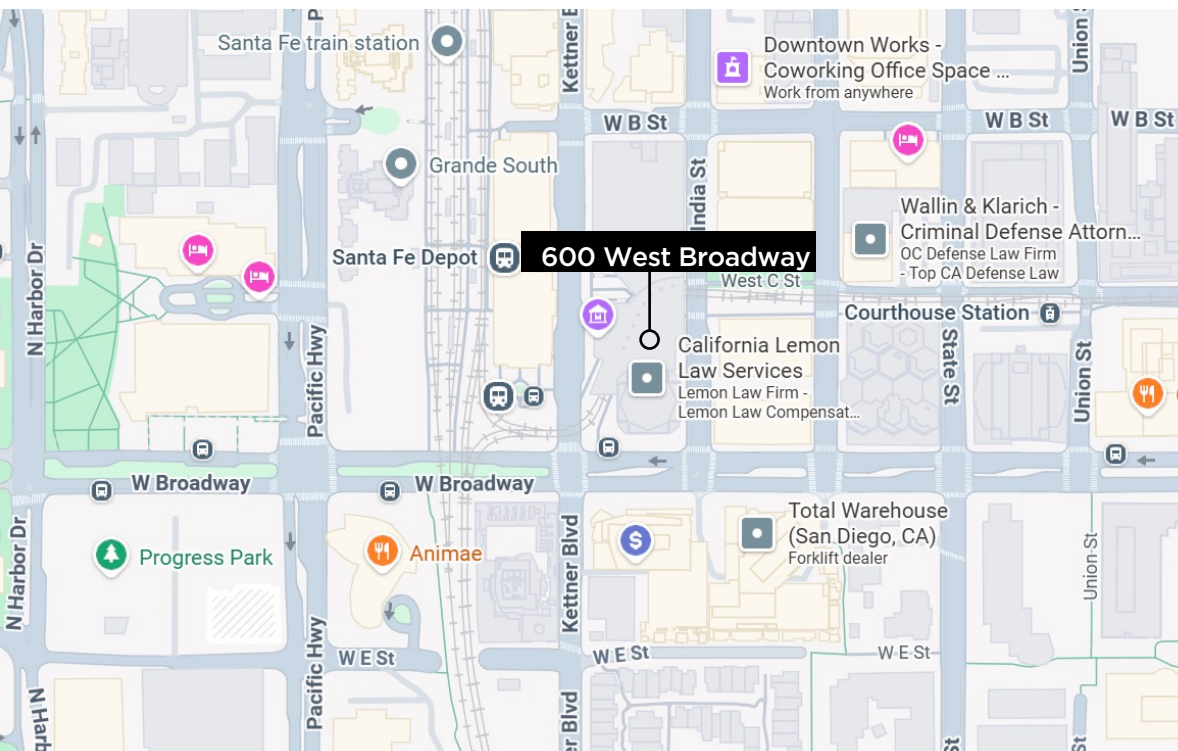 Santa Fe train station
Kettner B
Downtown Works -
Coworking Office Space ...
Work from anywhere
Union
W B St
W B St
W B St
Grande South
India St
Wallin & Klarich -
Criminal Defense Attorn...
OC Defense Law Firm
- Top CA Defense Law
N Harbor Dr
Santa Fe Depot
600 West Broadway
West C St
Courthouse Station
Pacific Hwy
California Lemon
Law Services
Lemon Law Firm -
Lemon Law Compensat...
State St
Union St
W Broadway
W Broadway
N Harbor Dr
Progress Park
Animae
Kettner Blvd
$
Total Warehouse
(San Diego, CA)
Forklift dealer
Union St
Pacific Hwy
W E St
W E St
W E St
N Harb
er Blvd
St